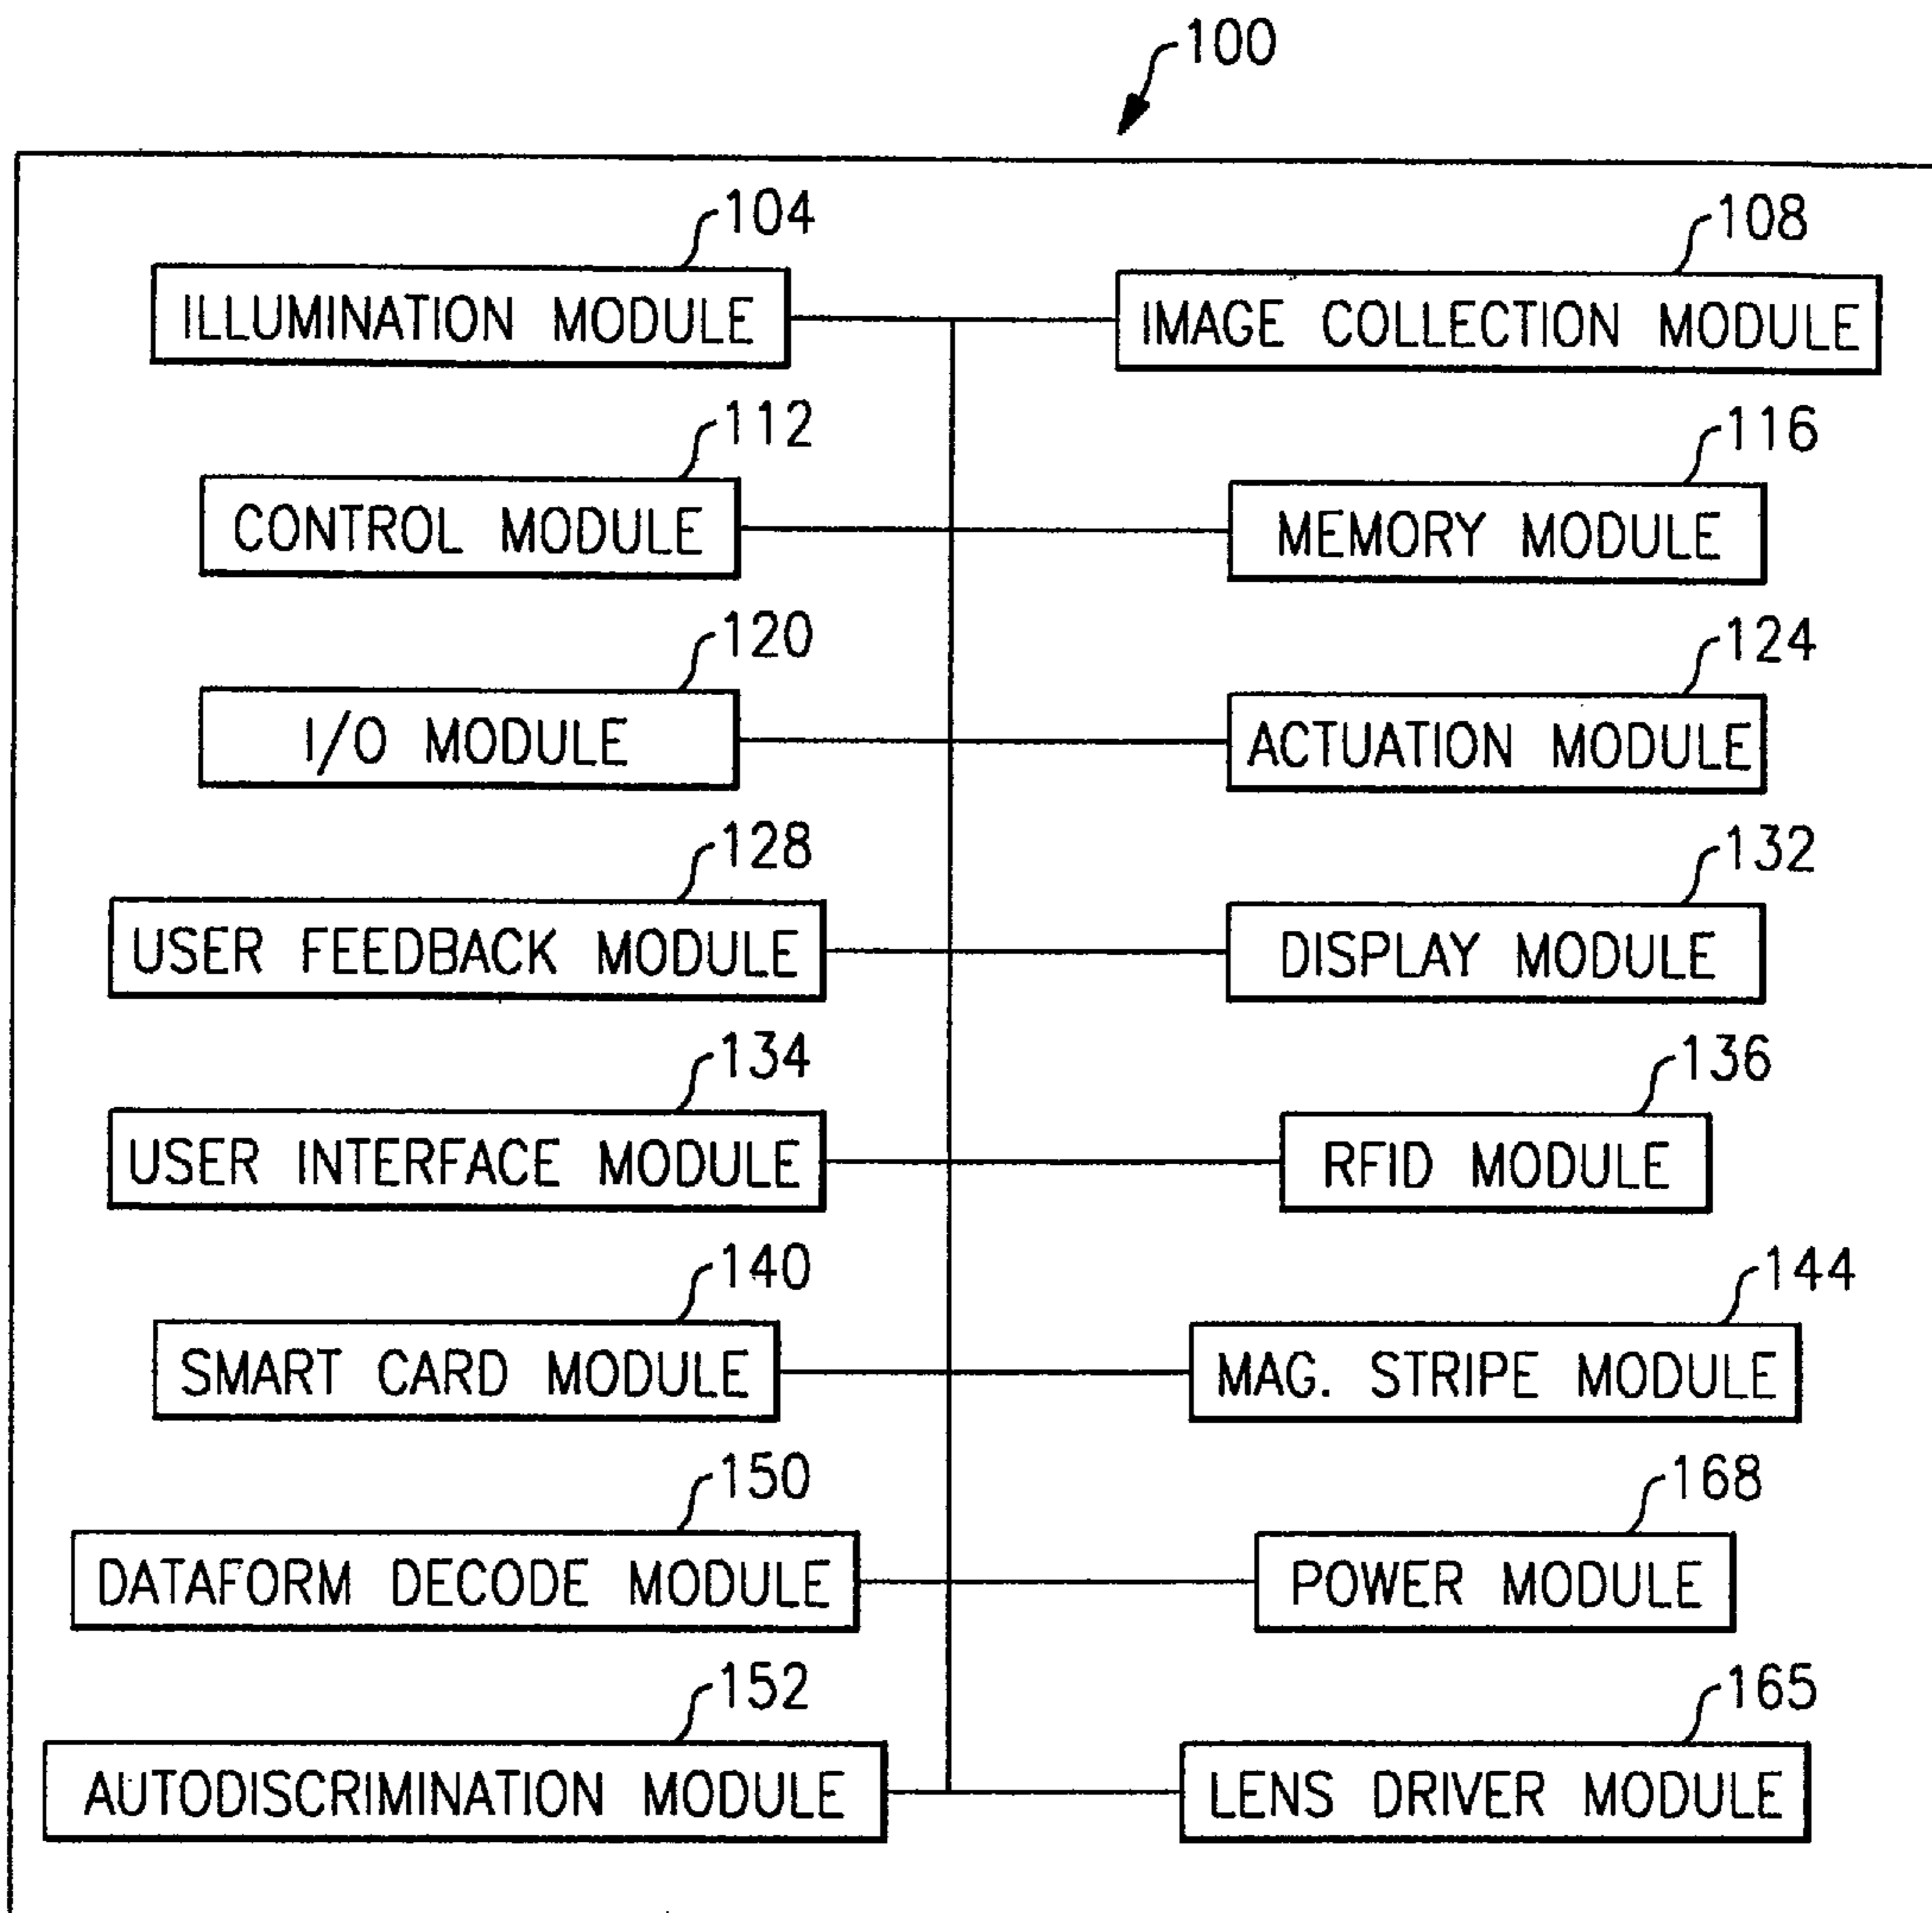 100
104
108
ILLUMINATION MODULE
IMAGE COLLECTION MODULE
112
116
CONTROL MODULE
MEMORY MODULE
120
124
I/O MODULE
ACTUATION MODULE
128
132
USER FEEDBACK MODULE
DISPLAY MODULE
134
136
USER INTERFACE MODULE
RFID MODULE
140
144
SMART CARD MODULE
MAG. STRIPE MODULE
150
168
DATAFORM DECODE MODULE
POWER MODULE
152
165
AUTODISCRIMINATION MODULE
LENS DRIVER MODULE